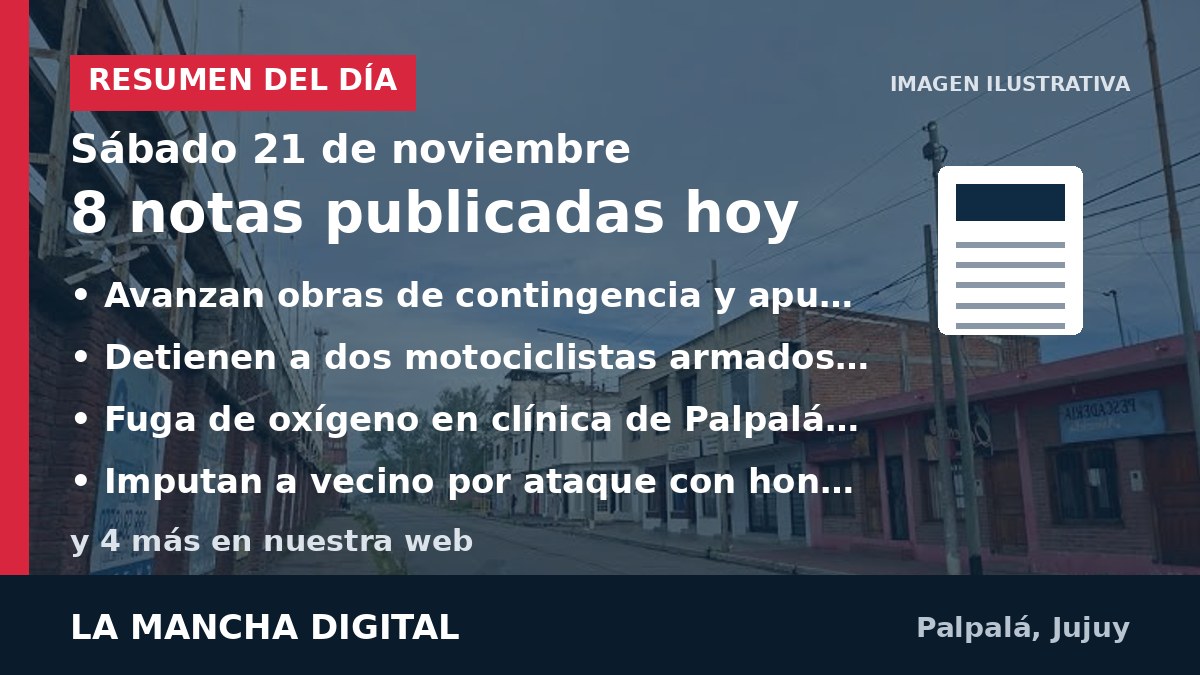 RESUMEN DEL DÍA
IMAGEN ILUSTRATIVA
Sábado 21 de noviembre
8 notas publicadas hoy
• Avanzan obras de contingencia y apu...
• Detienen a dos motociclistas armados...
• Fuga de oxígeno en clínica de Palpalá...
• Imputan a vecino por ataque con hon...
y 4 más en nuestra web
PESCADERIA
LA MANCHA DIGITAL
Palpalá, Jujuy